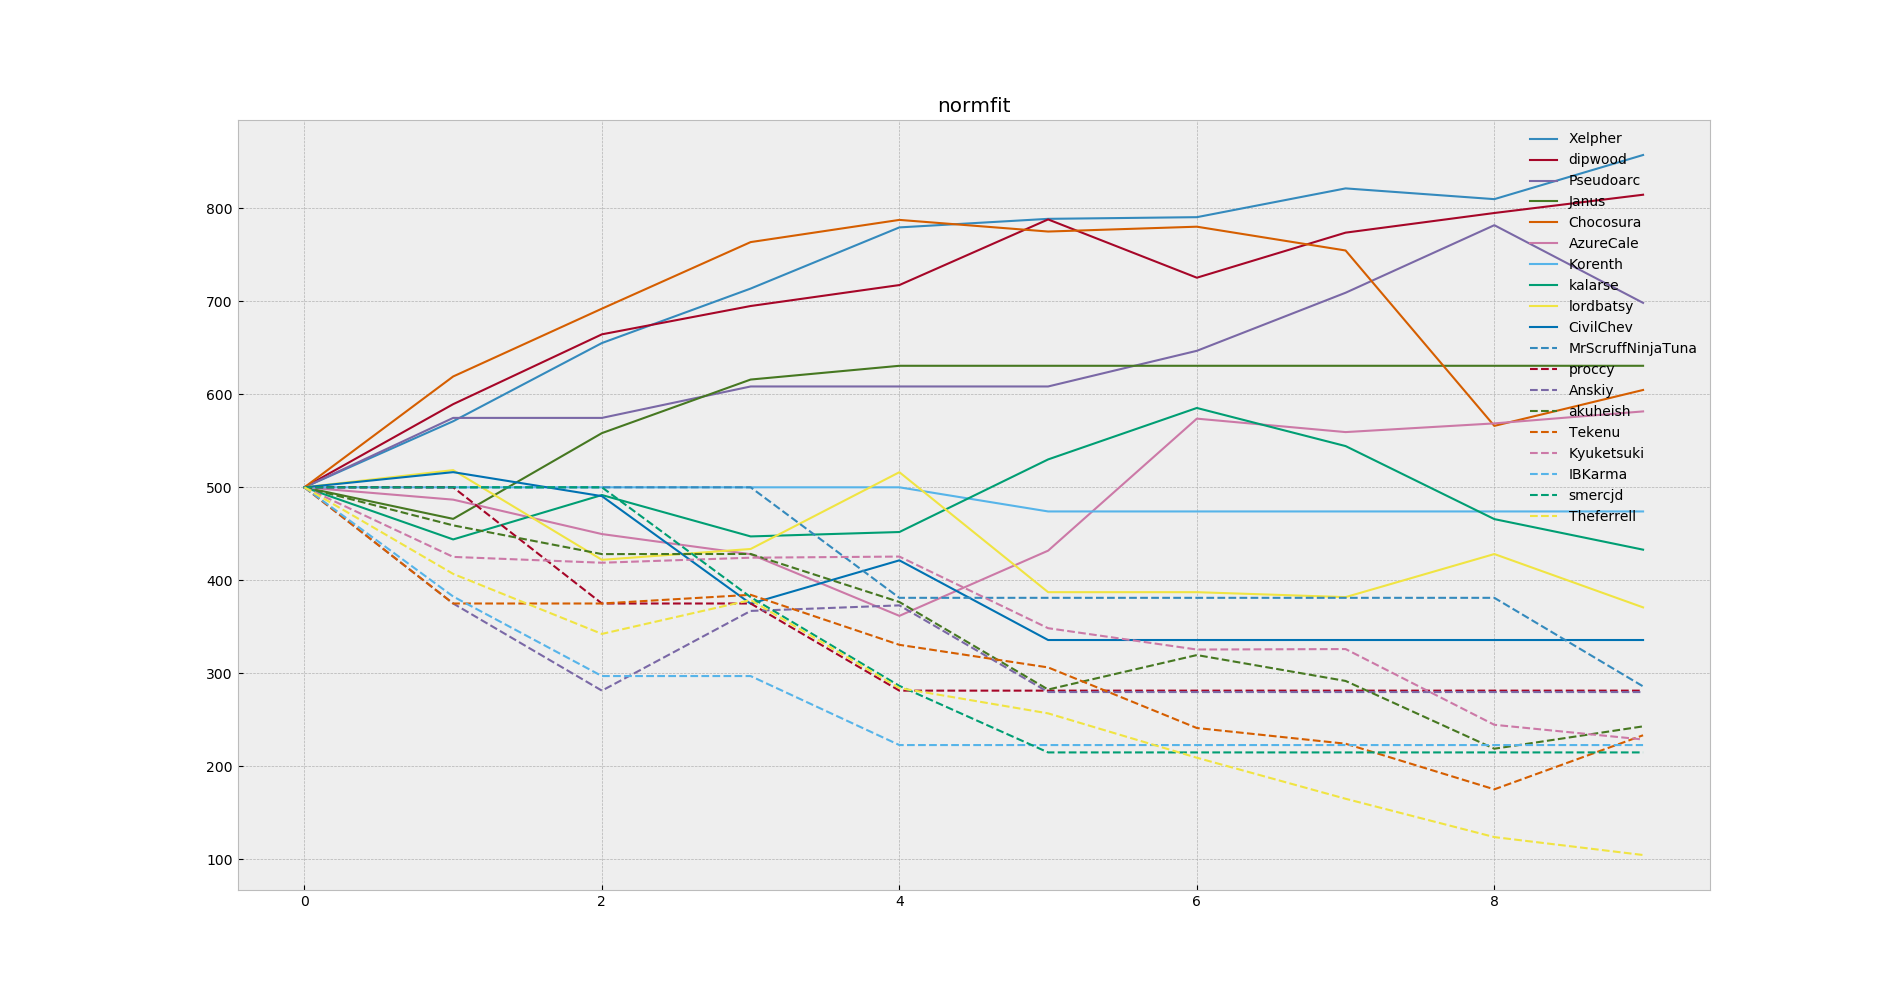 normfit
Xelpher
dipwood
Pseudoarc
Janus
Chocosura
AzureCale
Korenth
kalarse
lordbatsy
CivilChev
MrScruffNinjaTuna
proccy
Anskiy
akuheish
Tekenu
Kyuketsuki
IBKarma
smercjd
Theferrell
800
700
600
500
400
300
200
100
0 2 4 6 8